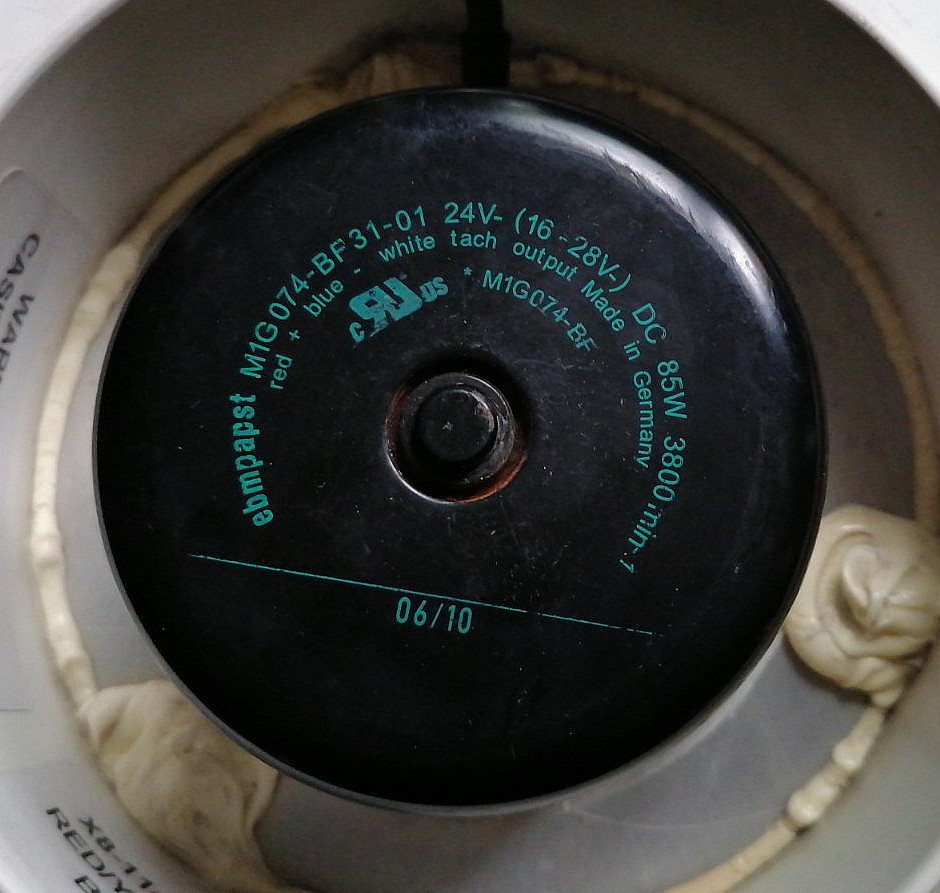 ebmpapst M1G074-BF31-01 24V- (16-28V-) DC 85W 3800 min-1
red + blue - white tach output Made in Germany
c RU US * M1G074-BF
06/10
X8-11
RED/Y